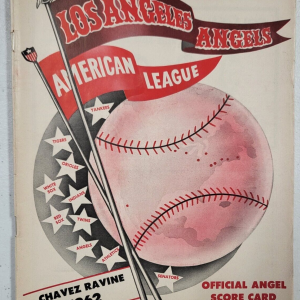 LOS ANGELES
ANGELS
AMERICAN LEAGUE
YANKEES
TIGERS
ORIOLES
WHITE SOX
INDIANS
RED SOX
TWINS
ANGELS
ATHLETICS
SENATORS
CHAVEZ RAVINE
1962
OFFICIAL ANGEL
SCORE CARD